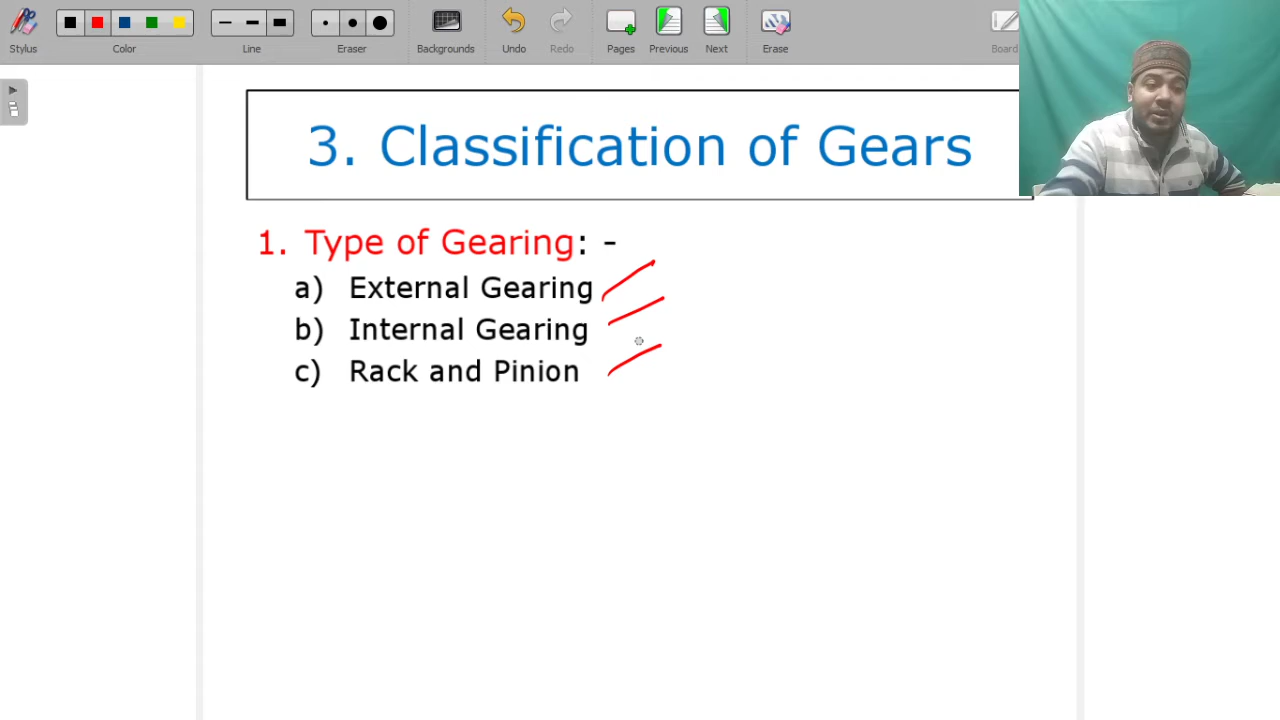 Stylus
Color
Line
Eraser
Backgrounds
Undo
Redo
Pages
Previous
Next
Erase
Board
3. Classification of Gears
1. Type of Gearing: -
a) External Gearing
b) Internal Gearing
c) Rack and Pinion